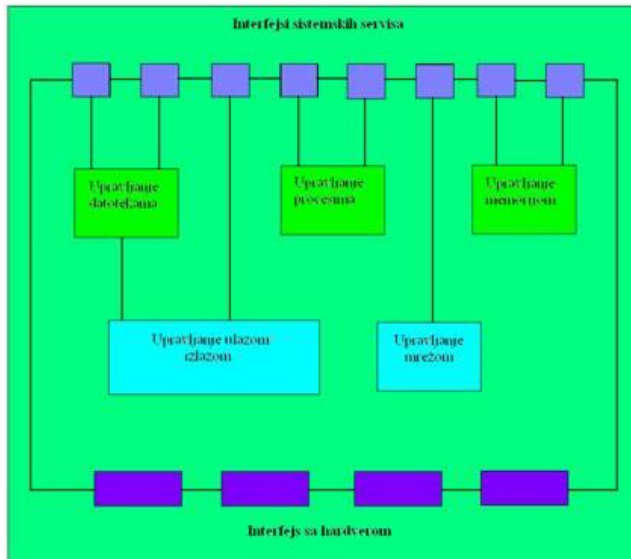 Interfejsi sistemskih servisa
Upravljanje
datotekama
Upravljanje
procesima
Upravljanje
memorijom
Upravljanje ulazom
izlazom
Upravljanje
mrežom
Interfejs sa hardverom